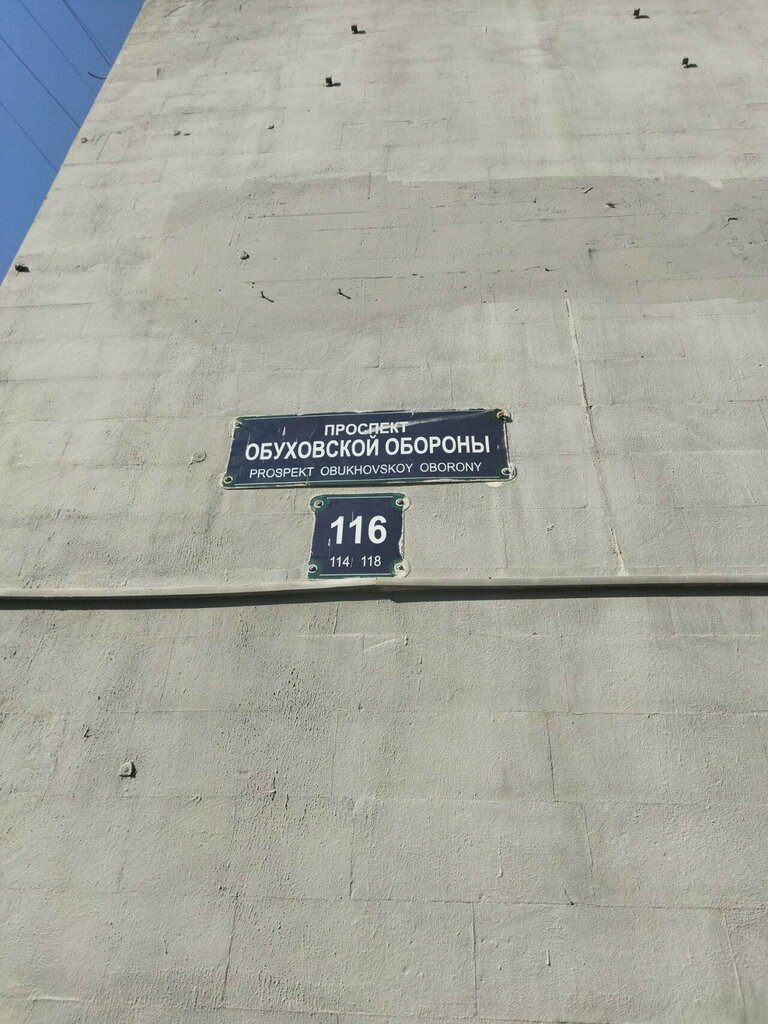 ПРОСПЕКТ
ОБУХОВСКОЙ ОБОРОНЫ
PROSPEKT OBUKHOVSKOY OBORONY
116
114 118